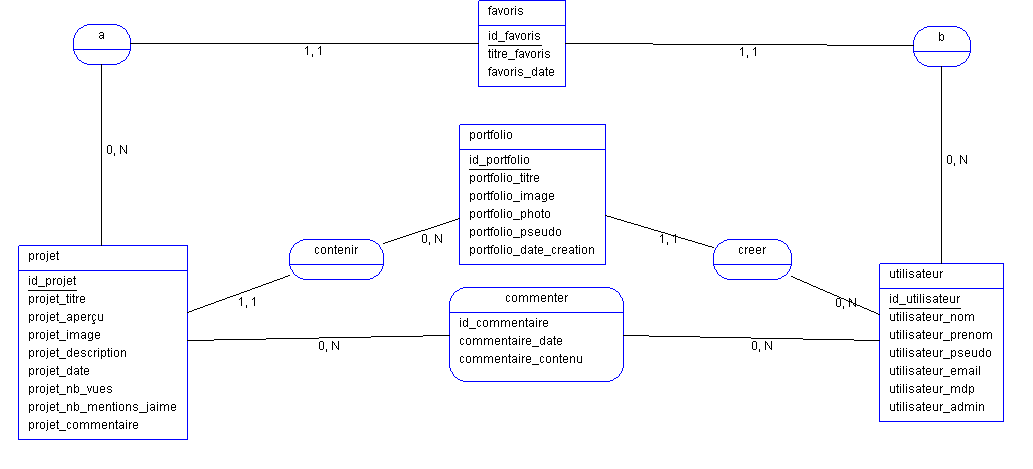 favoris
id_favoris
titre_favoris
favoris_date
a
1, 1
1, 1
b
0, N
0, N
portfolio
id_portfolio
portfolio_titre
portfolio_image
portfolio_photo
portfolio_pseudo
portfolio_date_creation
contenir
0, N
1, 1
1, 1
creer
0, N
projet
id_projet
projet_titre
projet_aperçu
projet_image
projet_description
projet_date
projet_nb_vues
projet_nb_mentions_jaime
projet_commentaire
commenter
id_commentaire
commentaire_date
commentaire_contenu
0, N
0, N
utilisateur
id_utilisateur
utilisateur_nom
utilisateur_prenom
utilisateur_pseudo
utilisateur_email
utilisateur_mdp
utilisateur_admin